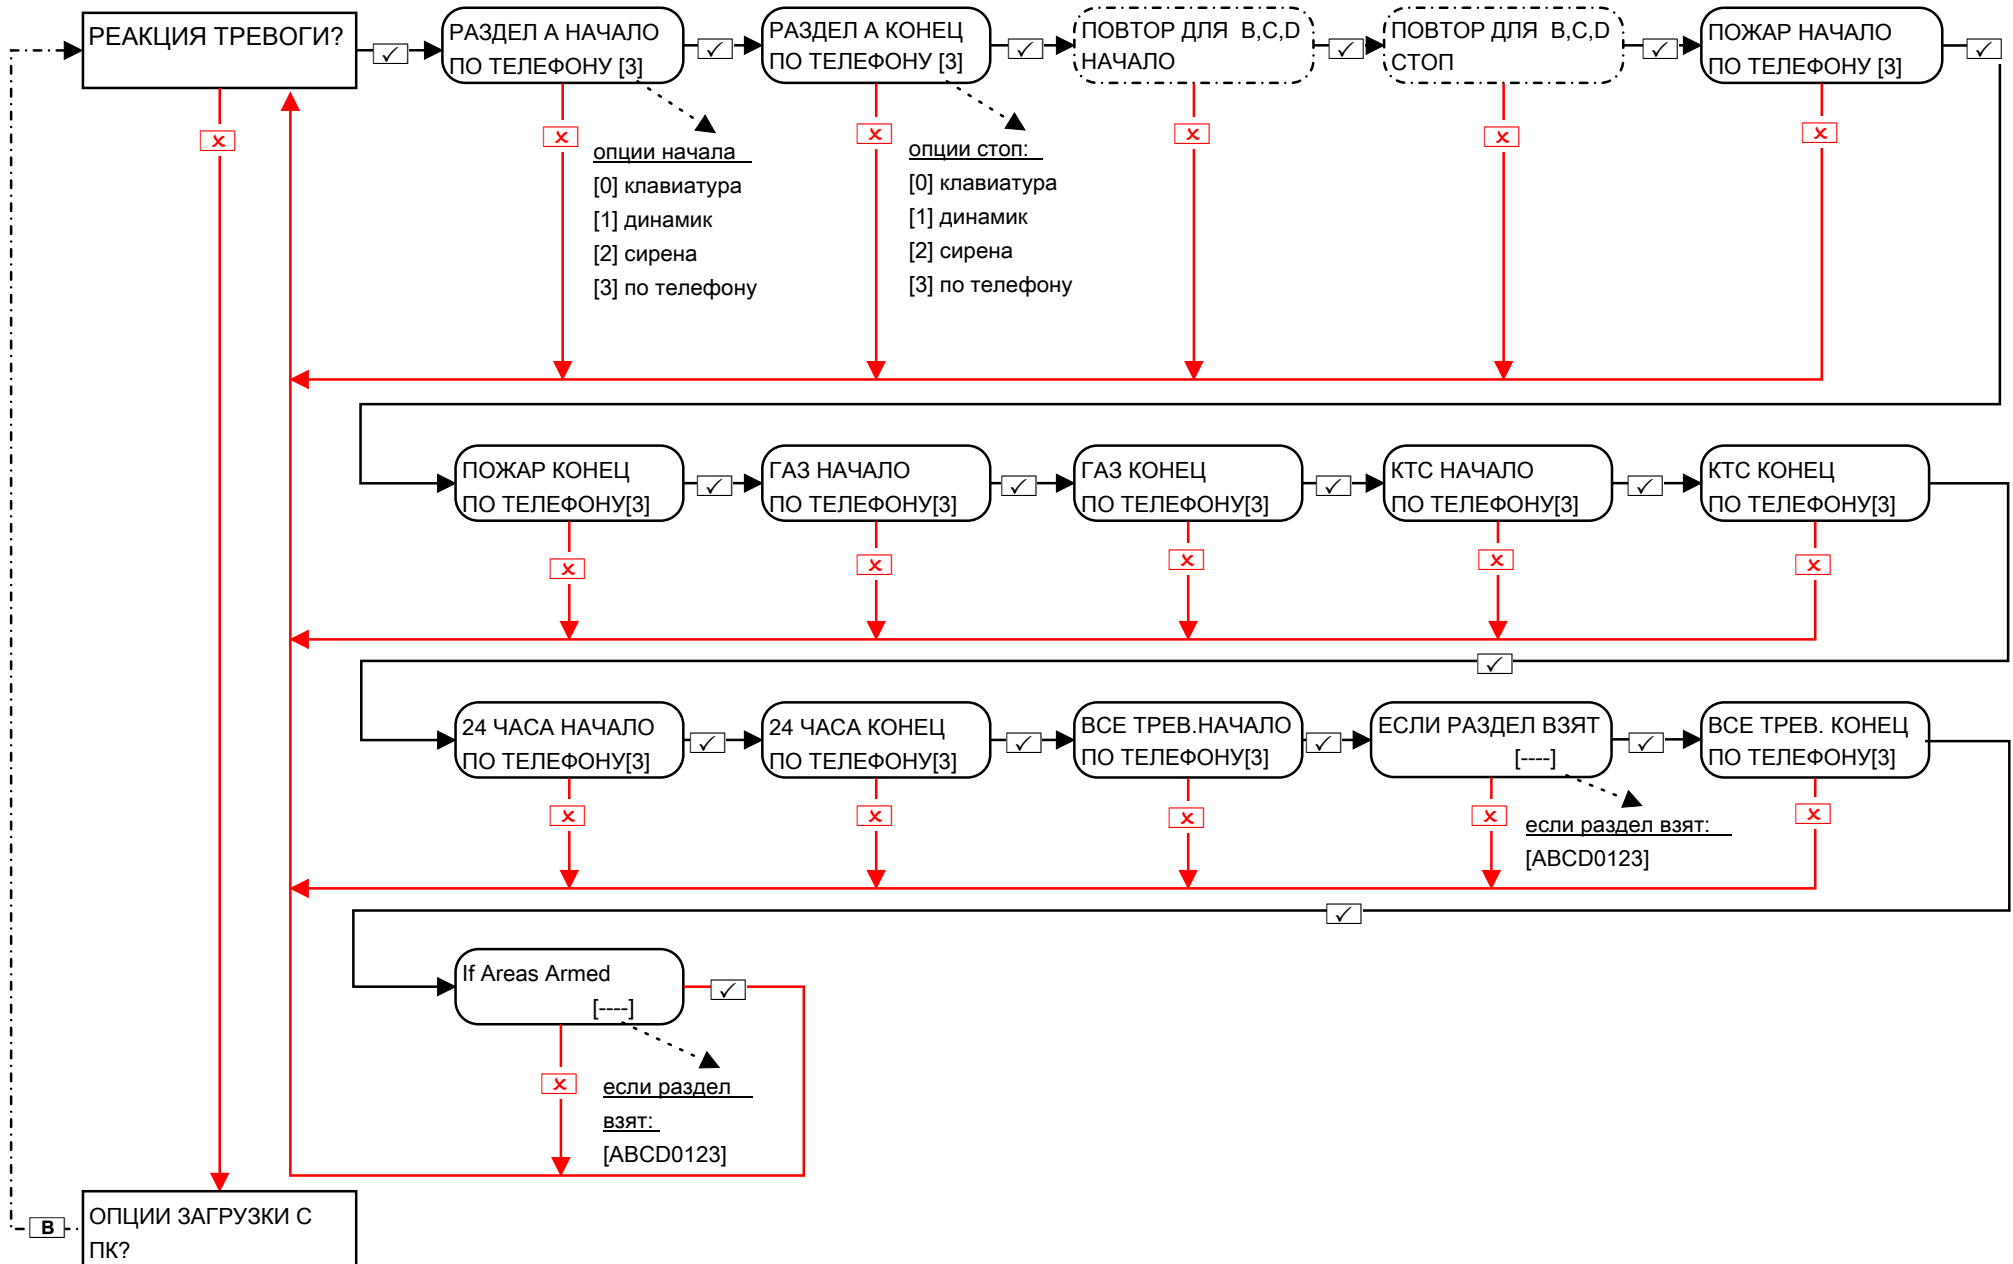 РЕАКЦИЯ ТРЕВОГИ?
РАЗДЕЛ А НАЧАЛО
ПО ТЕЛЕФОНУ [3]
РАЗДЕЛ А КОНЕЦ
ПО ТЕЛЕФОНУ [3]
ПОВТОР ДЛЯ B,C,D
НАЧАЛО
ПОВТОР ДЛЯ B,C,D
СТОП
ПОЖАР НАЧАЛО
ПО ТЕЛЕФОНУ [3]
опции начала
[0] клавиатура
[1] динамик
[2] сирена
[3] по телефону
опции стоп:
[0] клавиатура
[1] динамик
[2] сирена
[3] по телефону
ПОЖАР КОНЕЦ
ПО ТЕЛЕФОНУ[3]
ГАЗ НАЧАЛО
ПО ТЕЛЕФОНУ[3]
ГАЗ КОНЕЦ
ПО ТЕЛЕФОНУ[3]
КТС НАЧАЛО
ПО ТЕЛЕФОНУ[3]
КТС КОНЕЦ
ПО ТЕЛЕФОНУ[3]
24 ЧАСА НАЧАЛО
ПО ТЕЛЕФОНУ[3]
24 ЧАСА КОНЕЦ
ПО ТЕЛЕФОНУ[3]
ВСЕ ТРЕВ.НАЧАЛО
ПО ТЕЛЕФОНУ[3]
ЕСЛИ РАЗДЕЛ ВЗЯТ
[----]
ВСЕ ТРЕВ. КОНЕЦ
ПО ТЕЛЕФОНУ[3]
если раздел взят:
[ABCD0123]
If Areas Armed
[----]
если раздел
взят:
[ABCD0123]
B
ОПЦИИ ЗАГРУЗКИ С
ПК?